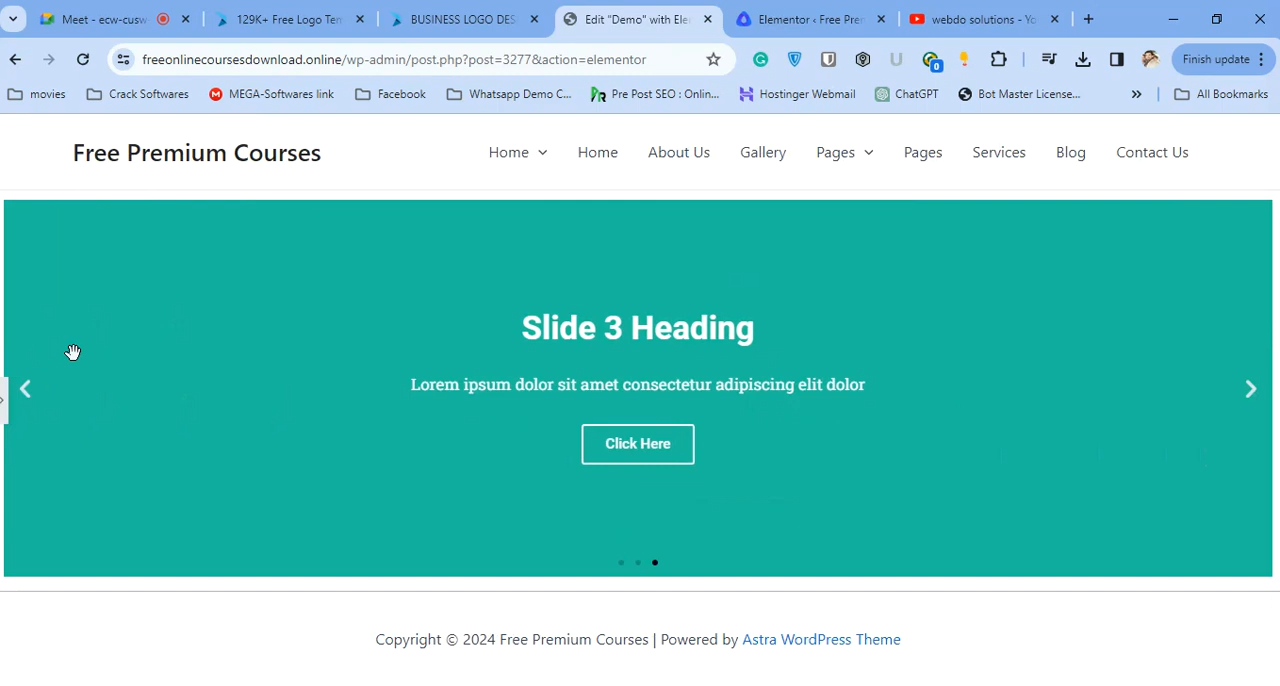 Meet - ecw-cusw
129K+ Free Logo Ten
BUSINESS LOGO DES
Edit "Demo" with Ele
Elementor ‹ Free Pren
webdo solutions - Yo
freeonlinecoursesdownload.online/wp-admin/post.php?post=3277&action=elementor
0
Finish update
movies
Crack Softwares
MEGA-Softwares link
Facebook
Whatsapp Demo C...
Pre Post SEO : Onlin...
Hostinger Webmail
ChatGPT
Bot Master License...
»
All Bookmarks
Free Premium Courses
Home
Home
About Us
Gallery
Pages
Pages
Services
Blog
Contact Us
Slide 3 Heading
Lorem ipsum dolor sit amet consectetur adipiscing elit dolor
Click Here
Copyright © 2024 Free Premium Courses | Powered by Astra WordPress Theme